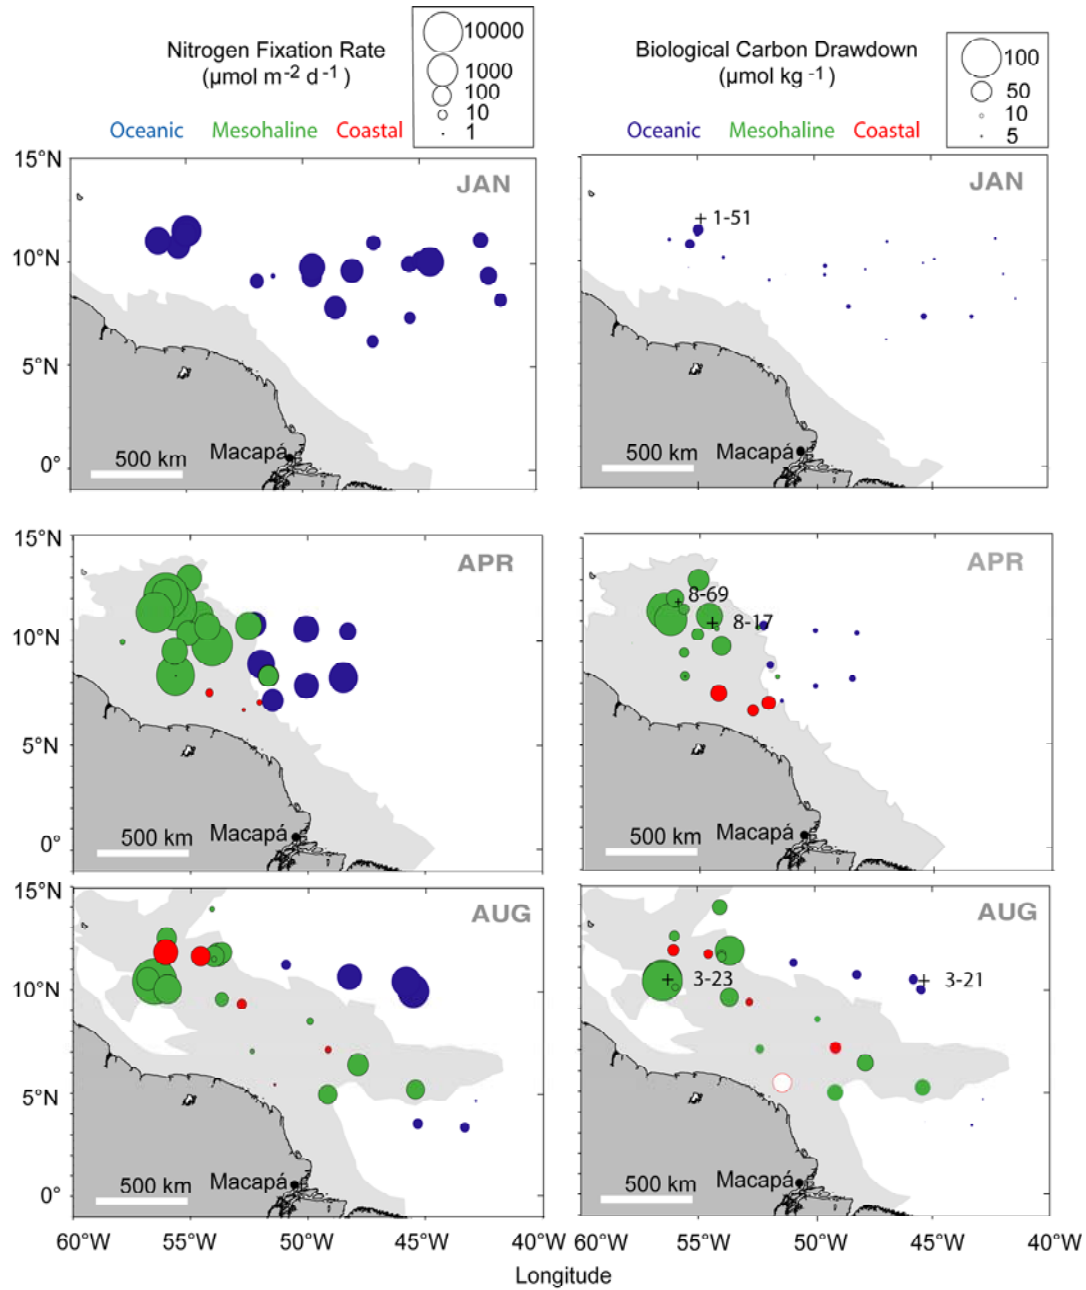 Nitrogen Fixation Rate
(µmol m-2 d -1 )
Oceanic Mesohaline Coastal
10000
1000
100
10
1
Biological Carbon Drawdown
(µmol kg -1 )
Oceanic Mesohaline Coastal
100
50
10
5
15°N
10°N
5°N
0°
JAN
500 km
Macapá
JAN
1-51
500 km
Macapá
15°N
10°N
5°N
0°
APR
500 km
Macapá
APR
8-69
8-17
500 km
Macapá
15°N
10°N
5°N
0°
AUG
500 km
Macapá
AUG
3-23
3-21
500 km
Macapá
60°W 55°W 50°W 45°W 40°W
60°W 55°W 50°W 45°W 40°W
Longitude